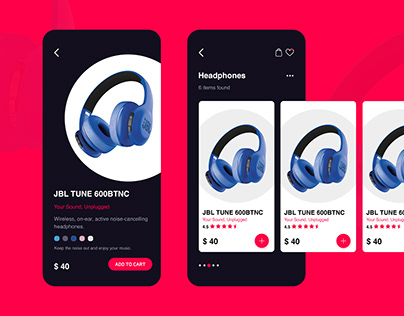 JBL
JBL TUNE 600BTNC
Your Sound, Unplugged
Wireless, on-ear, active noise-cancelling
headphones.
Keep the noise out and enjoy your music.
$ 40
ADD TO CART
Headphones
6 items found
JBL TUNE 600BTNC
Your Sound, Unplugged
4.5
$ 40
JBL TUNE 600BTNC
Your Sound, Unplugged
4.5
$ 40
JBL TUN
Your Sound,
4.5
$ 40